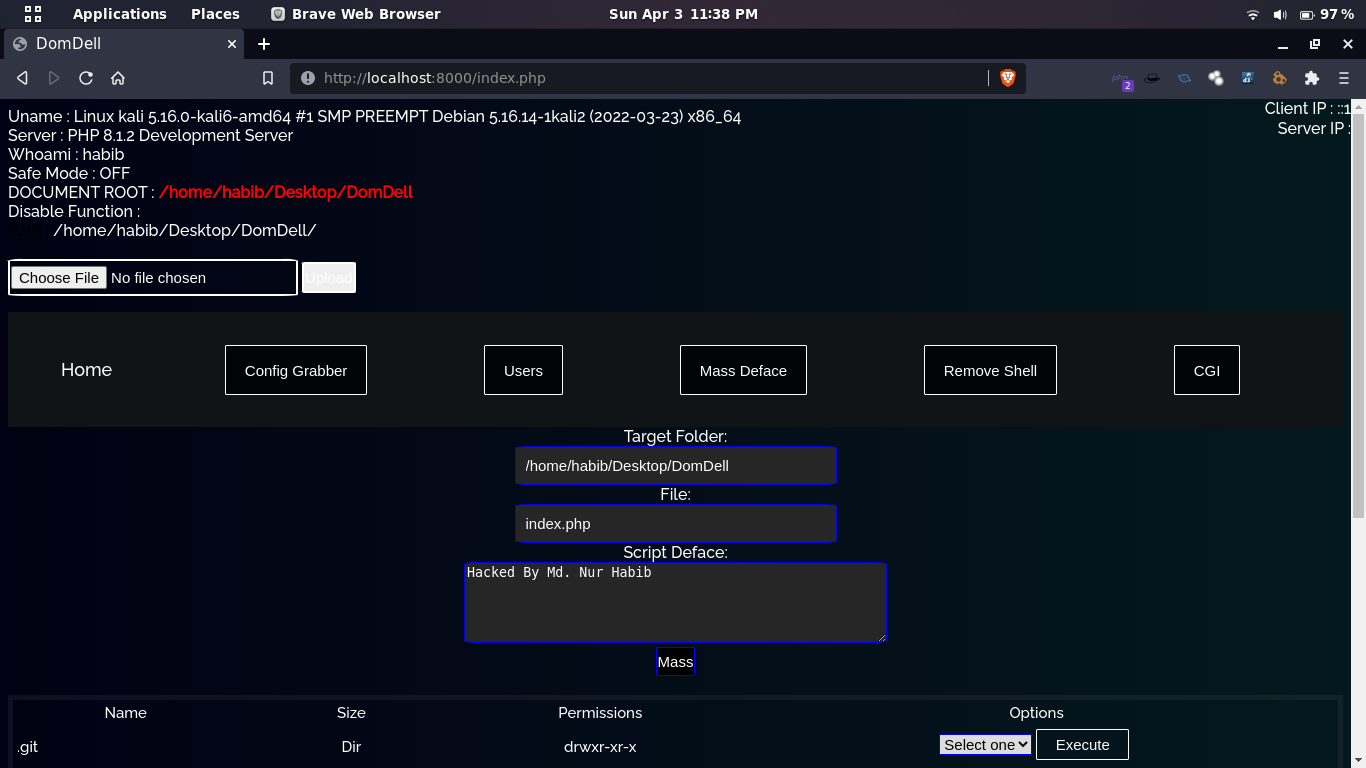 Applications Places Brave Web Browser Sun Apr 3 11:38 PM 97 %
DomDell
http://localhost:8000/index.php
2
Uname : Linux kali 5.16.0-kali6-amd64 #1 SMP PREEMPT Debian 5.16.14-1kali2 (2022-03-23) x86_64
Client IP : ::1
Server : PHP 8.1.2 Development Server
Server IP :
Whoami : habib
Safe Mode : OFF
DOCUMENT ROOT : /home/habib/Desktop/DomDell
Disable Function :
/home/habib/Desktop/DomDell/
Choose File No file chosen Upload
Home Config Grabber Users Mass Deface Remove Shell CGI
Target Folder:
/home/habib/Desktop/DomDell
File:
index.php
Script Deface:
Hacked By Md. Nur Habib
Mass
Name Size Permissions Options
.git Dir drwxr-xr-x Select one Execute